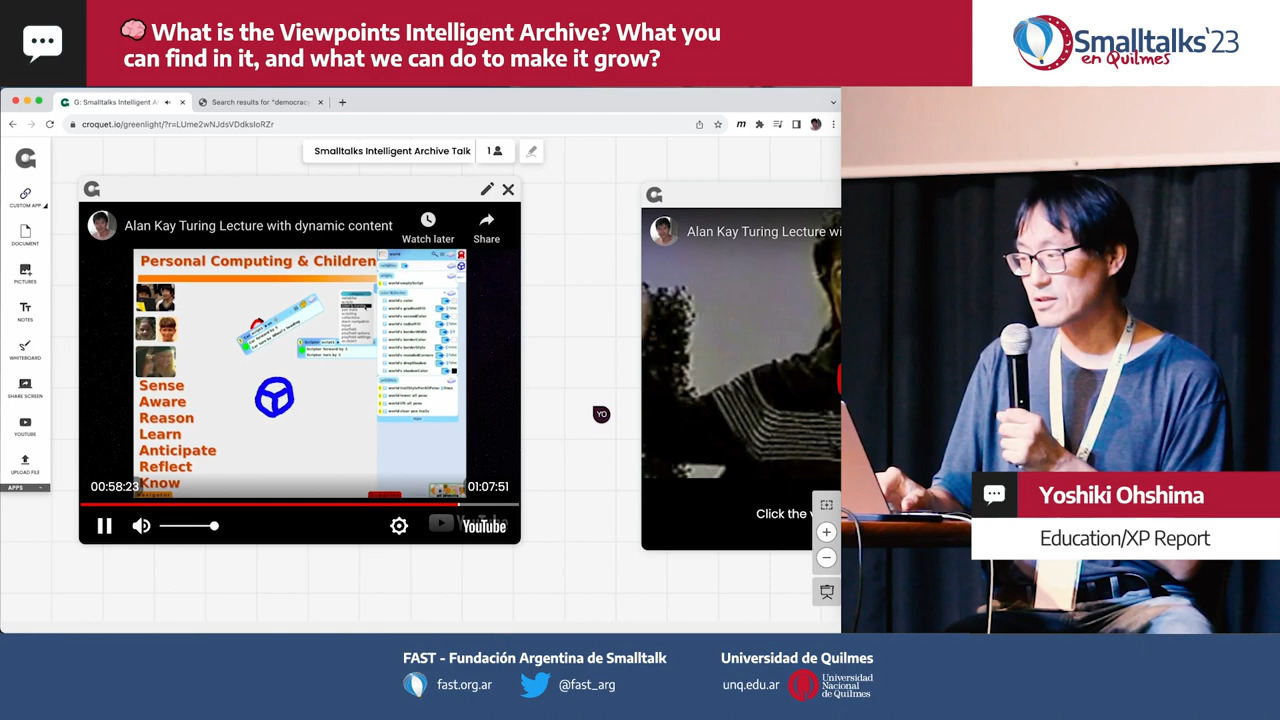 🧠What is the Viewpoints Intelligent Archive? What you
can find in it, and what we can do to make it grow?
Smalltalks'23
en Quilmes
G: Smalltalks Intelligent A
Search results for "democrac
croquet.io/greenlight/?r=LUme2wNJdsVDdksIoRZr
Smalltalks Intelligent Archive Talk
1
CUSTOM APP
DOCUMENT
PICTURES
NOTES
WHITEBOARD
SHARE SCREEN
YOUTUBE
UPLOAD FILE
APPS
Alan Kay Turing Lecture with dynamic content
Watch later
Share
Personal Computing & Children
Sense
Aware
Reason
Learn
Anticipate
Reflect
Know
00:58:23
01:07:51
YouTube
YO
Alan Kay Turing Lecture wi
Click the v
Yoshiki Ohshima
Education/XP Report
FAST - Fundación Argentina de Smalltalk
fast.org.ar
@fast_arg
Universidad de Quilmes
unq.edu.ar
Universidad
Nacional
de Quilmes